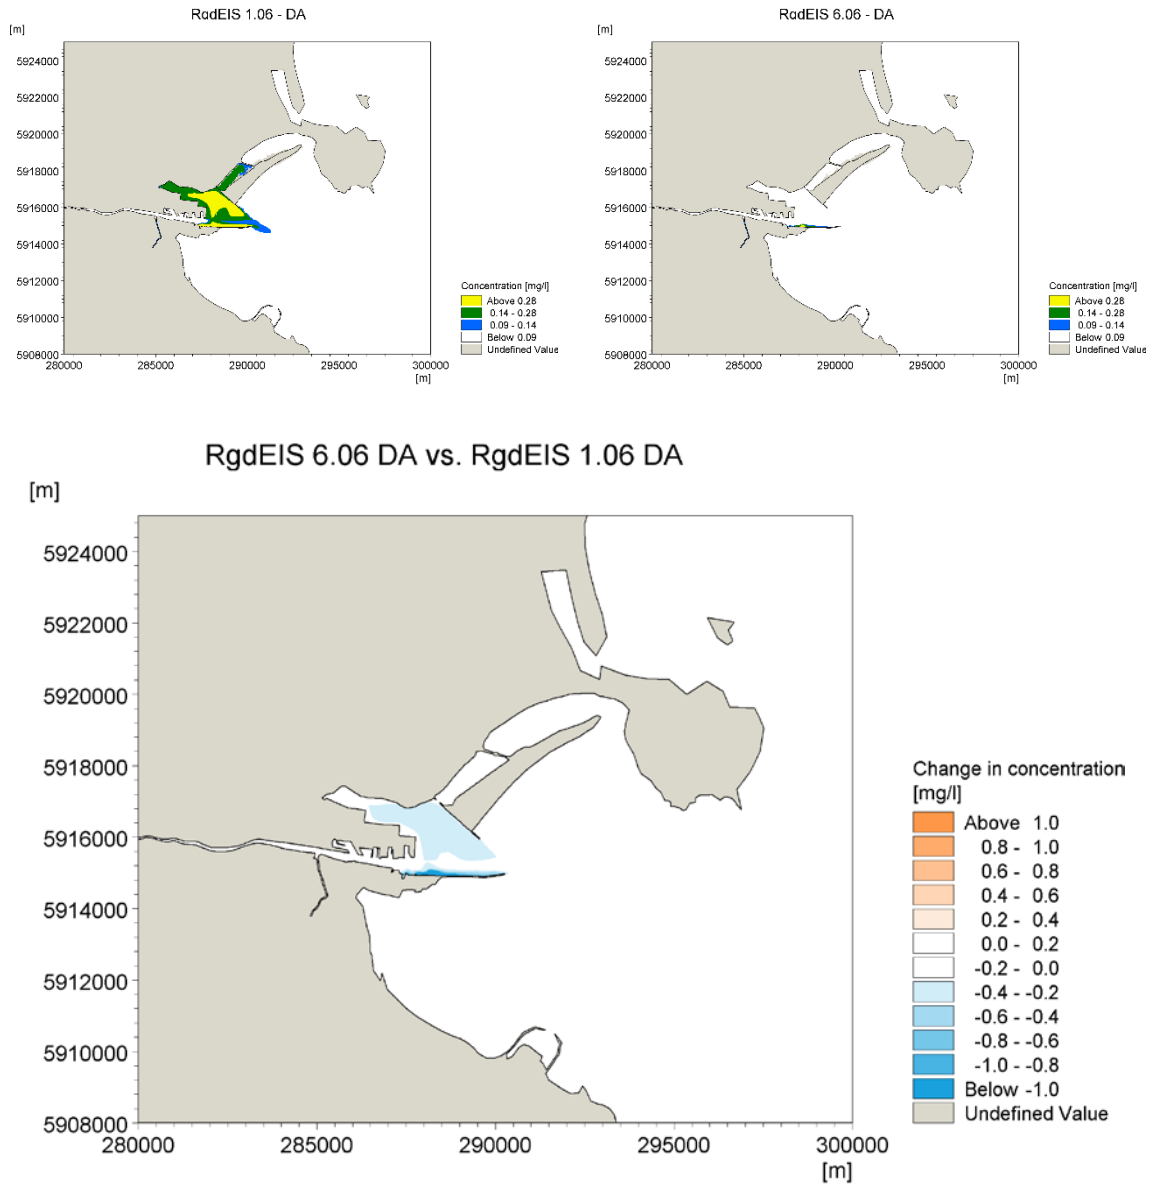 RgdEIS 1.06 - DA
[m]
5924000
5922000
5920000
5918000
5916000
5914000
5912000
5910000
5908000
280000 285000 290000 295000 300000
[m]
Concentration [mg/l]
Above 0.28
0.14 - 0.28
0.09 - 0.14
Below 0.09
Undefined Value
RgdEIS 6.06 - DA
[m]
5924000
5922000
5920000
5918000
5916000
5914000
5912000
5910000
5908000
280000 285000 290000 295000 300000
[m]
Concentration [mg/l]
Above 0.28
0.14 - 0.28
0.09 - 0.14
Below 0.09
Undefined Value
RgdEIS 6.06 DA vs. RgdEIS 1.06 DA
[m]
5924000
5922000
5920000
5918000
5916000
5914000
5912000
5910000
5908000
280000 285000 290000 295000 300000
[m]
Change in concentration
[mg/l]
Above 1.0
0.8 - 1.0
0.6 - 0.8
0.4 - 0.6
0.2 - 0.4
0.0 - 0.2
-0.2 - 0.0
-0.4 - -0.2
-0.6 - -0.4
-0.8 - -0.6
-1.0 - -0.8
Below -1.0
Undefined Value